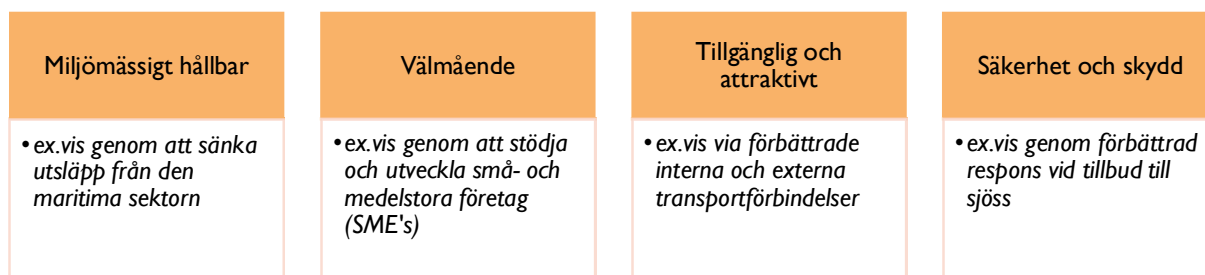 Miljömässigt hållbar
• ex.vis genom att sänka
utsläpp från den
maritima sektorn
Välmående
• ex.vis genom att stödja
och utveckla små- och
medelstora företag
(SME's)
Tillgänglig och
attraktivt
• ex.vis via förbättrade
interna och externa
transportförbindelser
Säkerhet och skydd
• ex.vis genom förbättrad
respons vid tillbud till
sjöss